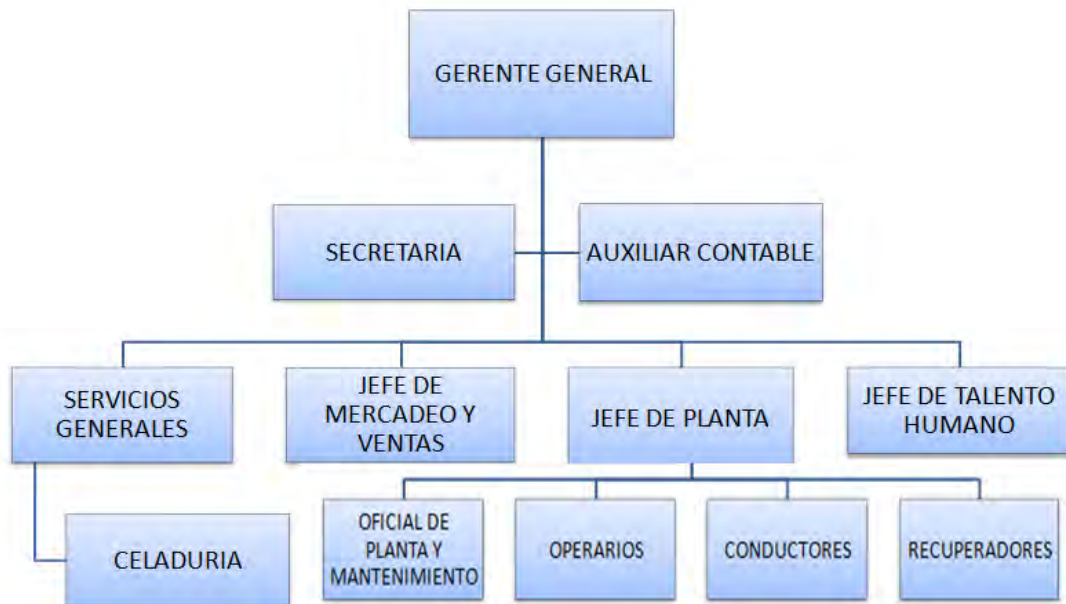 GERENTE GENERAL
SECRETARIA
AUXILIAR CONTABLE
SERVICIOS
GENERALES
JEFE DE
MERCADEO Y
VENTAS
JEFE DE PLANTA
JEFE DE TALENTO
HUMANO
CELADURIA
OFICIAL DE
PLANTA Y
MANTENIMIENTO
OPERARIOS
CONDUCTORES
RECUPERADORES